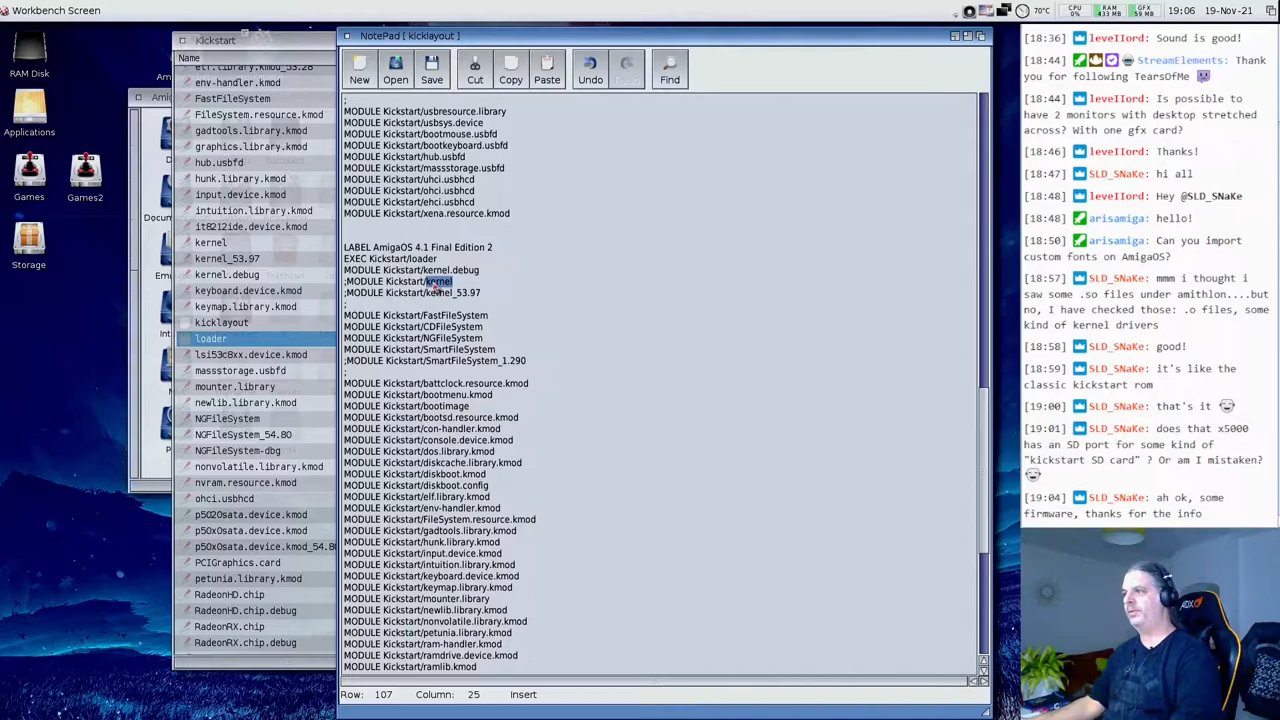 Workbench Screen
70°C
CPU
0%
RAM
433 MB
GFX
59 MB
19:06
19-Nov-21
RAM Disk
Applications
Games
Games2
Storage
Kickstart
Name
elf.library.kmod_53.28
env-handler.kmod
FastFileSystem
FileSystem.resource.kmod
gadtools.library.kmod
graphics.library.kmod
hub.usbfd
hunk.library.kmod
input.device.kmod
intuition.library.kmod
it8212ide.device.kmod
kernel
kernel_53.97
kernel.debug
keyboard.device.kmod
keymap.library.kmod
kicklayout
loader
lsi53c8xx.device.kmod
massstorage.usbfd
mounter.library
newlib.library.kmod
NGFileSystem
NGFileSystem_54.80
NGFileSystem-dbg
nonvolatile.library.kmod
nvram.resource.kmod
ohci.usbhcd
p5020sata.device.kmod
p50x0sata.device.kmod
p50x0sata.device.kmod_54.80
PCIGraphics.card
petunia.library.kmod
RadeonHD.chip
RadeonHD.chip.debug
RadeonRX.chip
RadeonRX.chip.debug
NotePad [ kicklayout ]
New
Open
Save
Cut
Copy
Paste
Undo
Find
;
MODULE Kickstart/usbresource.library
MODULE Kickstart/usbsys.device
MODULE Kickstart/bootmouse.usbfd
MODULE Kickstart/bootkeyboard.usbfd
MODULE Kickstart/hub.usbfd
MODULE Kickstart/massstorage.usbfd
MODULE Kickstart/uhci.usbhcd
MODULE Kickstart/ohci.usbhcd
MODULE Kickstart/ehci.usbhcd
MODULE Kickstart/xena.resource.kmod
LABEL AmigaOS 4.1 Final Edition 2
EXEC Kickstart/loader
MODULE Kickstart/kernel.debug
;MODULE Kickstart/kernel
;MODULE Kickstart/kernel_53.97
;
MODULE Kickstart/FastFileSystem
MODULE Kickstart/CDFileSystem
MODULE Kickstart/NGFileSystem
MODULE Kickstart/SmartFileSystem
;MODULE Kickstart/SmartFileSystem_1.290
;
MODULE Kickstart/battclock.resource.kmod
MODULE Kickstart/bootmenu.kmod
MODULE Kickstart/bootimage
MODULE Kickstart/bootsd.resource.kmod
MODULE Kickstart/con-handler.kmod
MODULE Kickstart/console.device.kmod
MODULE Kickstart/dos.library.kmod
MODULE Kickstart/diskcache.library.kmod
MODULE Kickstart/diskboot.kmod
MODULE Kickstart/diskboot.config
MODULE Kickstart/elf.library.kmod
MODULE Kickstart/env-handler.kmod
MODULE Kickstart/FileSystem.resource.kmod
MODULE Kickstart/gadtools.library.kmod
MODULE Kickstart/hunk.library.kmod
MODULE Kickstart/input.device.kmod
MODULE Kickstart/intuition.library.kmod
MODULE Kickstart/keyboard.device.kmod
MODULE Kickstart/keymap.library.kmod
MODULE Kickstart/mounter.library
MODULE Kickstart/newlib.library.kmod
MODULE Kickstart/nonvolatile.library.kmod
MODULE Kickstart/petunia.library.kmod
MODULE Kickstart/ram-handler.kmod
MODULE Kickstart/ramdrive.device.kmod
MODULE Kickstart/ramlib.kmod
Row: 107 Column: 25 Insert
[18:36] levelIord: Sound is good!
[18:44] StreamElements: Thank
you for following TearsOfMe
[18:44] levelIord: Is possible to
have 2 monitors with desktop stretched
across? With one gfx card?
[18:46] levelIord: Thanks!
[18:47] SLD_SNaKe: hi all
[18:48] levelIord: Hey @SLD_SNaKe
[18:48] arisamiga: hello!
[18:50] arisamiga: Can you import
custom fonts on AmigaOS?
[18:57] SLD_SNaKe: mmm i thought i
saw some .so files under amithlon....but
no, I have checked those: .o files, some
kind of kernel drivers
[18:58] SLD_SNaKe: good!
[18:59] SLD_SNaKe: it's like the
classic kickstart rom
[19:00] SLD_SNaKe: that's it
[19:01] SLD_SNaKe: does that x5000
has an SD port for some kind of
"kickstart SD card" ? Or am I mistaken?
[19:04] SLD_SNaKe: ah ok, some
firmware, thanks for the info